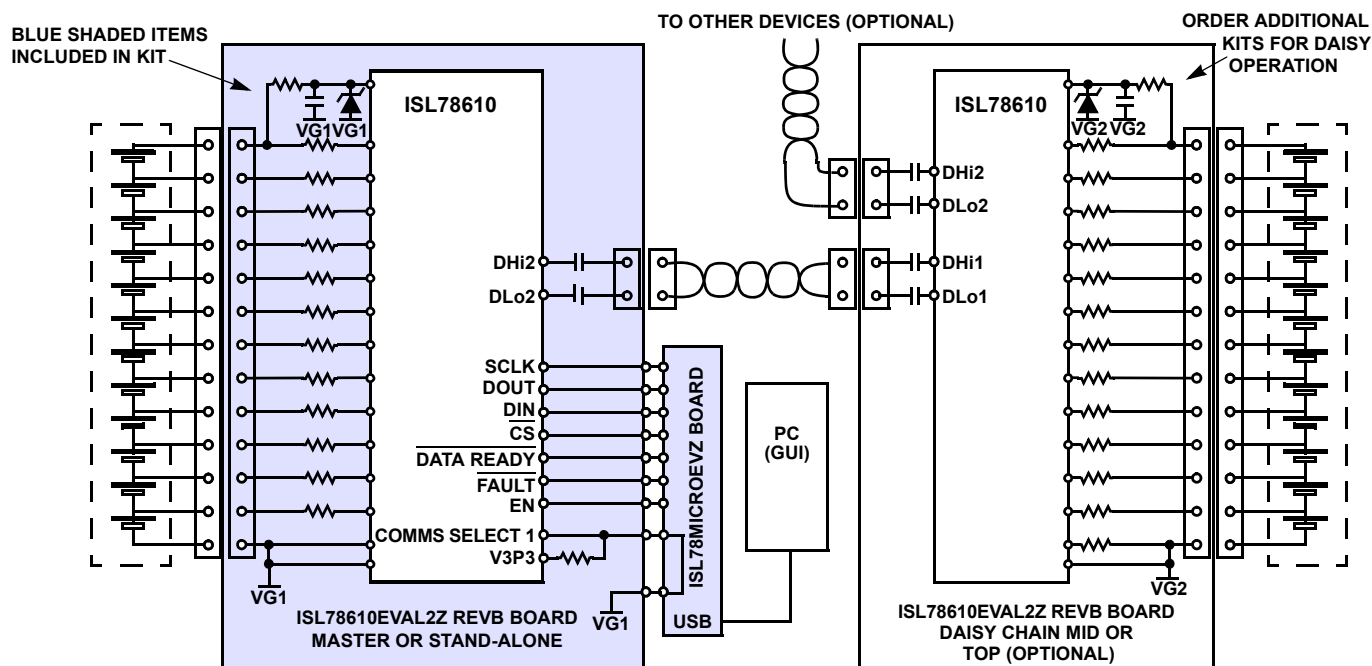 TO OTHER DEVICES (OPTIONAL)
BLUE SHADED ITEMS
INCLUDED IN KIT
ORDER ADDITIONAL
KITS FOR DAISY
OPERATION
ISL78610
VG1 VG1
DHi2
DLo2
SCLK
DOUT
DIN
CS
DATA READY
FAULT
EN
COMMS SELECT 1
V3P3
VG1
ISL78610EVAL2Z REVB BOARD
MASTER OR STAND-ALONE
VG1
ISL78MICROEVZ BOARD
USB
PC
(GUI)
ISL78610
VG2 VG2
DHi2
DLo2
DHi1
DLo1
VG2
ISL78610EVAL2Z REVB BOARD
DAISY CHAIN MID OR
TOP (OPTIONAL)